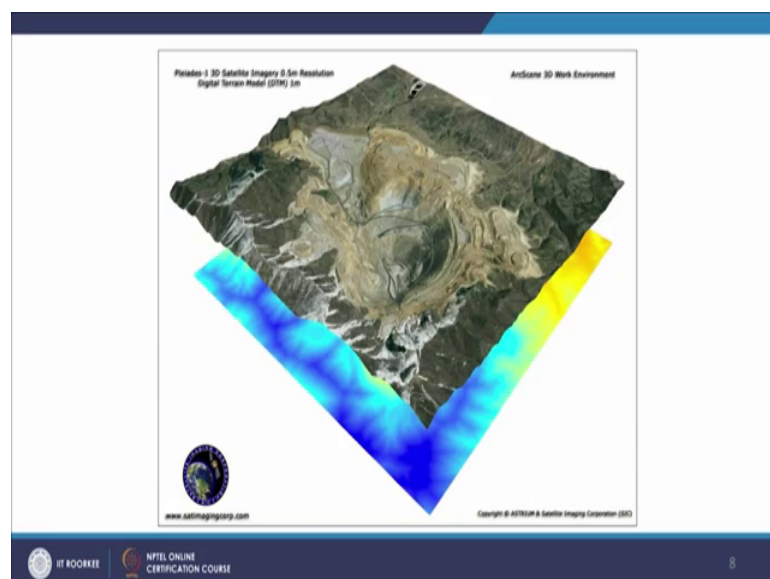 Pleiades-1 3D Satellite Imagery 0.5m Resolution
Digital Terrain Model (DTM) 1m
ArcScene 3D Work Environment
www.satimagingcorp.com
Copyright © ASTRIUM & Satellite Imaging Corporation (SIC)
IIT ROORKEE
NPTEL ONLINE
CERTIFICATION COURSE
8